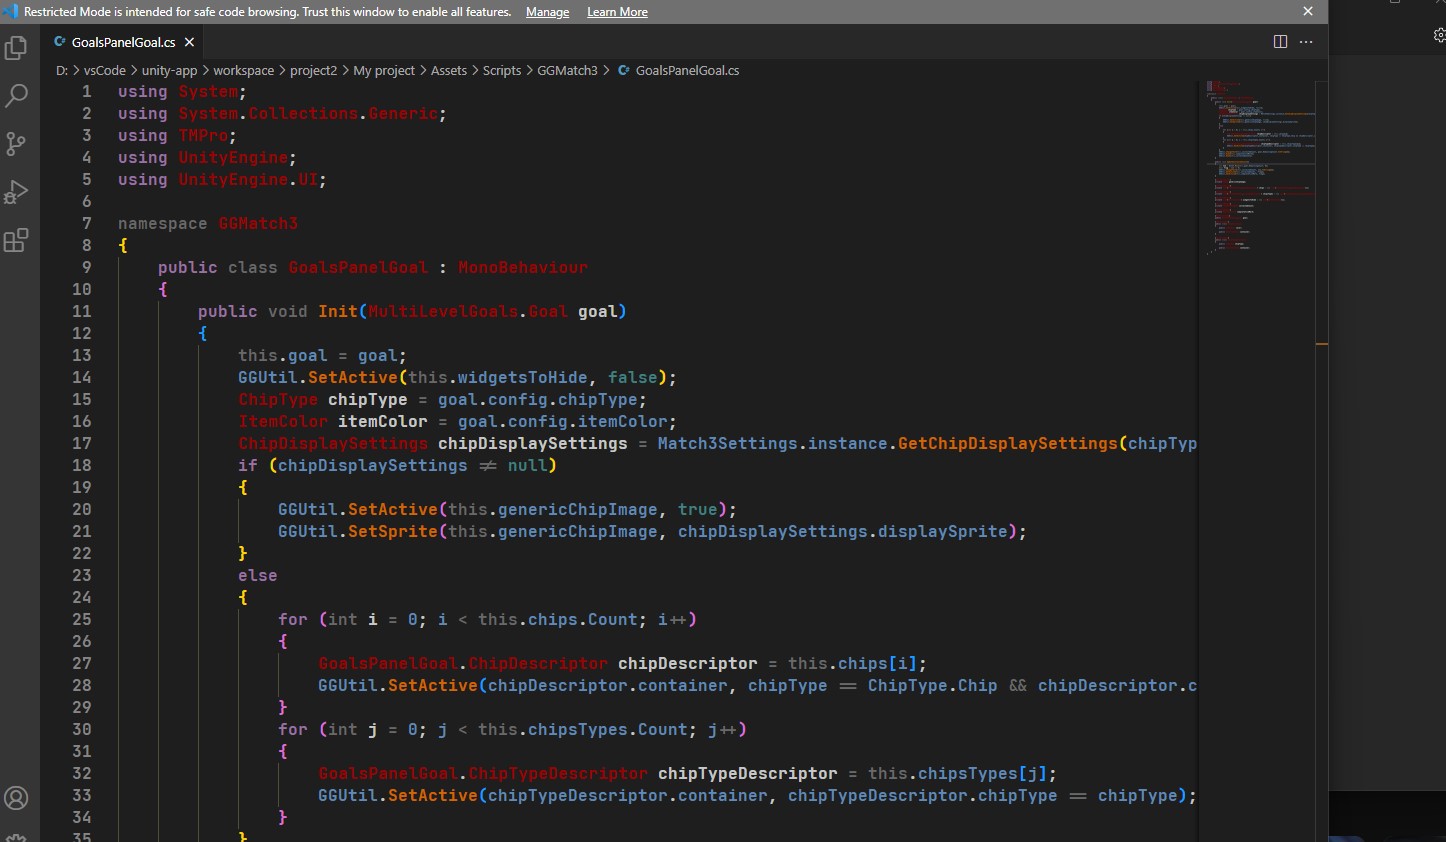 Restricted Mode is intended for safe code browsing. Trust this window to enable all features. Manage Learn More
C# GoalsPanelGoal.cs
D: > vsCode > unity-app > workspace > project2 > My project > Assets > Scripts > GGMatch3 > C# GoalsPanelGoal.cs
1 using System;
2 using System.Collections.Generic;
3 using TMPro;
4 using UnityEngine;
5 using UnityEngine.UI;
6
7 namespace GGMatch3
8 {
9 public class GoalsPanelGoal : MonoBehaviour
10 {
11 public void Init(MultiLevelGoals.Goal goal)
12 {
13 this.goal = goal;
14 GGUtil.SetActive(this.widgetsToHide, false);
15 ChipType chipType = goal.config.chipType;
16 ItemColor itemColor = goal.config.itemColor;
17 ChipDisplaySettings chipDisplaySettings = Match3Settings.instance.GetChipDisplaySettings(chipTyp
18 if (chipDisplaySettings != null)
19 {
20 GGUtil.SetActive(this.genericChipImage, true);
21 GGUtil.SetSprite(this.genericChipImage, chipDisplaySettings.displaySprite);
22 }
23 else
24 {
25 for (int i = 0; i < this.chips.Count; i++)
26 {
27 GoalsPanelGoal.ChipDescriptor chipDescriptor = this.chips[i];
28 GGUtil.SetActive(chipDescriptor.container, chipType == ChipType.Chip && chipDescriptor.c
29 }
30 for (int j = 0; j < this.chipsTypes.Count; j++)
31 {
32 GoalsPanelGoal.ChipTypeDescriptor chipTypeDescriptor = this.chipsTypes[j];
33 GGUtil.SetActive(chipTypeDescriptor.container, chipTypeDescriptor.chipType == chipType);
34 }
35 }